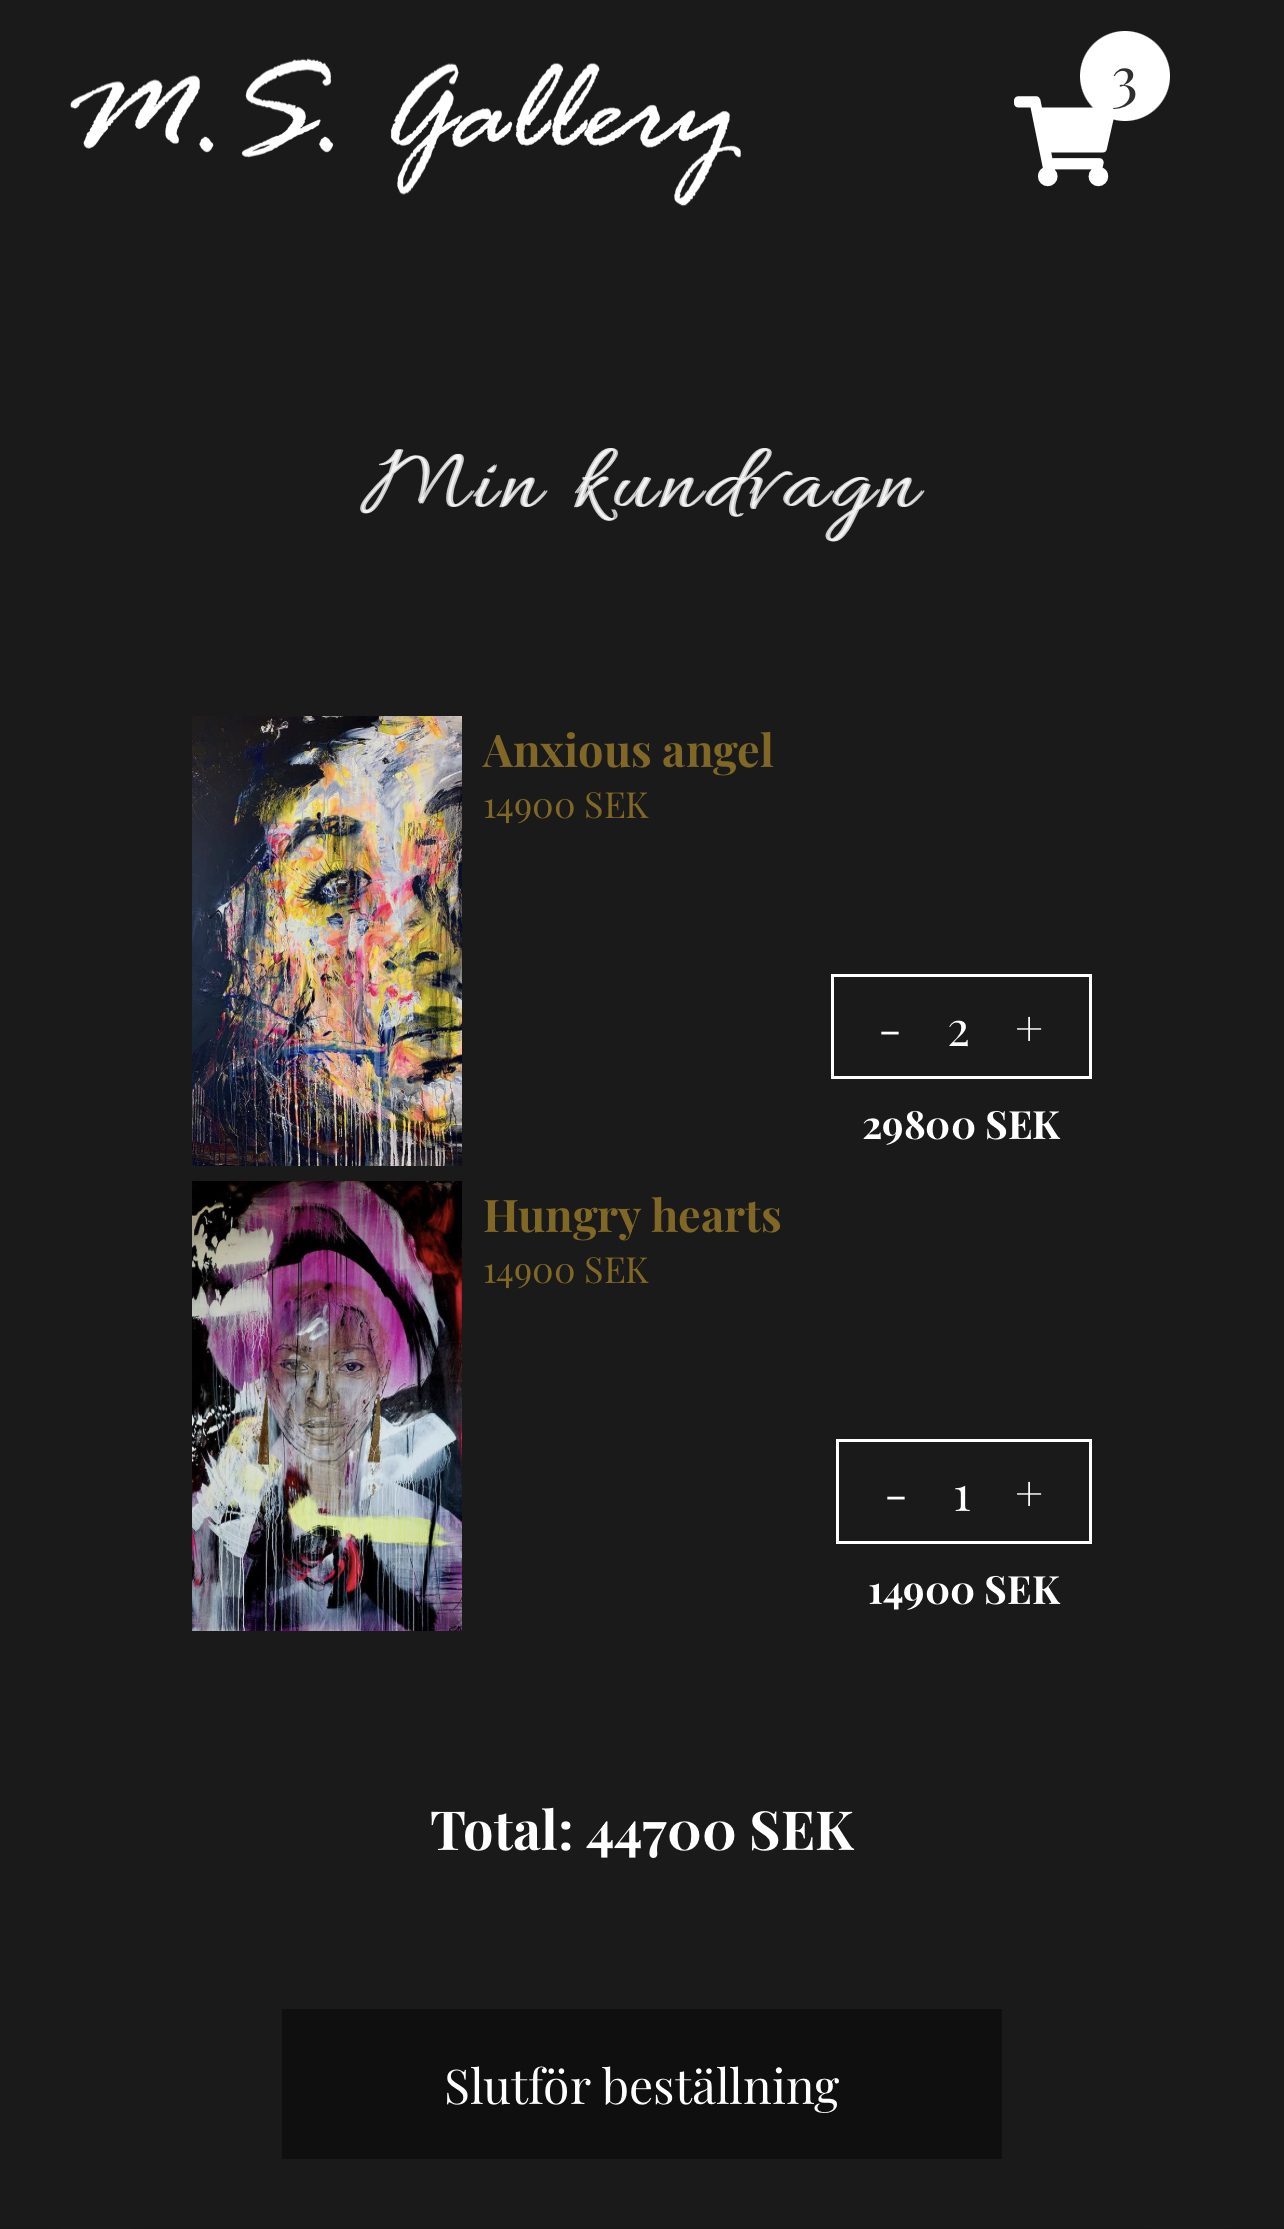 M.S. Gallery
3
Min kundvagn
Anxious angel
14900 SEK
- 2 +
29800 SEK
Hungry hearts
14900 SEK
- 1 +
14900 SEK
Total: 44700 SEK
Slutför beställning